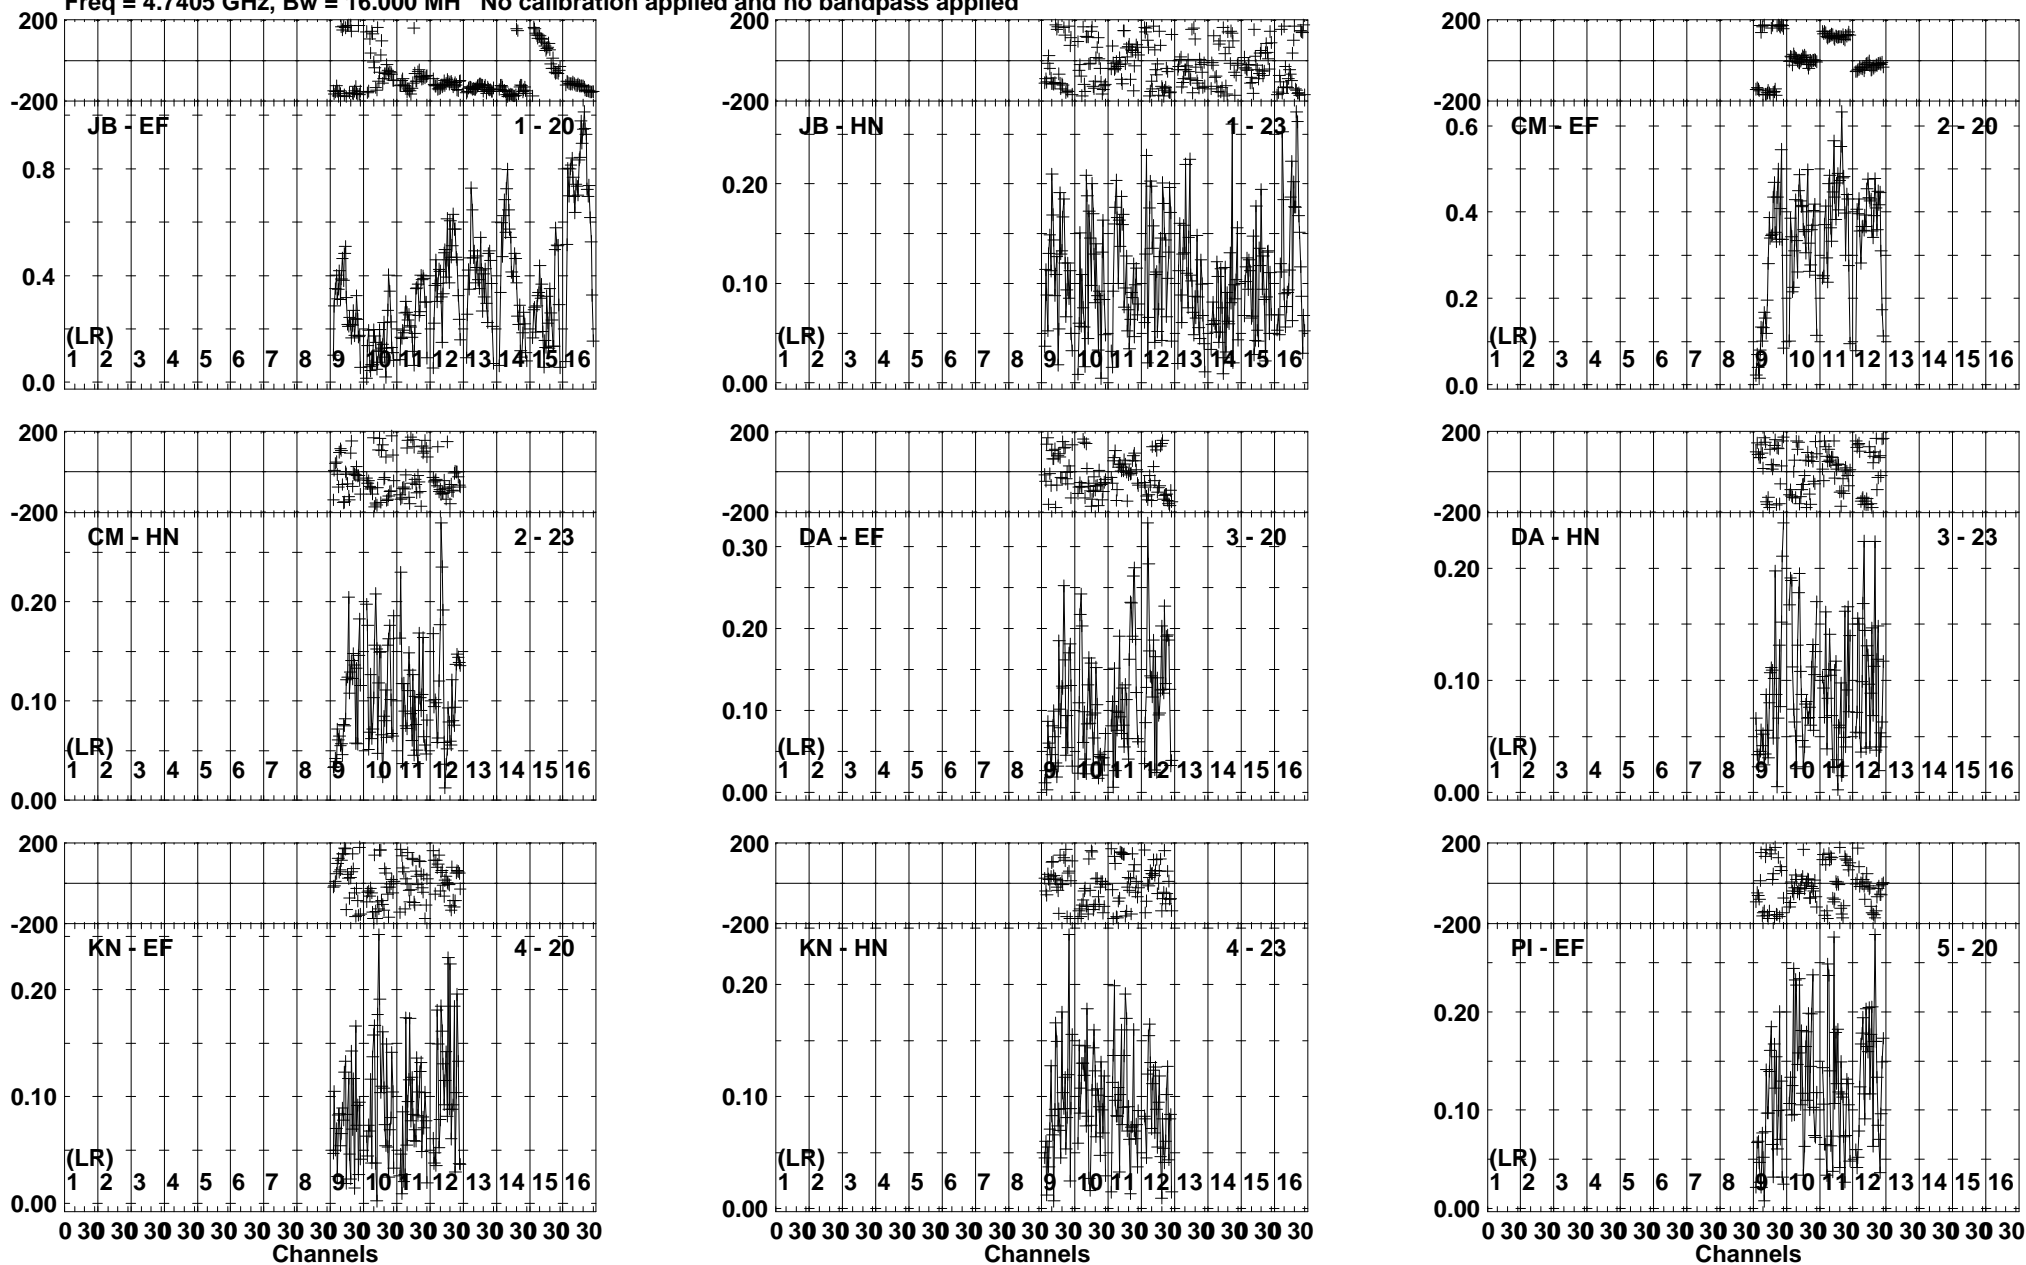 Freq = 4.7405 GHz, Bw = 16.000 MH No calibration applied and no bandpass applied
200
-200
JB - EF 1 - 20
0.8
0.4
0.0
(LR)
1 2 3 4 5 6 7 8 9 10 11 12 13 14 15 16
200
-200
JB - HN 1 - 23
0.20
0.10
0.00
(LR)
1 2 3 4 5 6 7 8 9 10 11 12 13 14 15 16
200
-200
CM - EF 2 - 20
0.6
0.4
0.2
0.0
(LR)
1 2 3 4 5 6 7 8 9 10 11 12 13 14 15 16
200
-200
CM - HN 2 - 23
0.20
0.10
0.00
(LR)
1 2 3 4 5 6 7 8 9 10 11 12 13 14 15 16
200
-200
DA - EF 3 - 20
0.30
0.20
0.10
0.00
(LR)
1 2 3 4 5 6 7 8 9 10 11 12 13 14 15 16
200
-200
DA - HN 3 - 23
0.20
0.10
0.00
(LR)
1 2 3 4 5 6 7 8 9 10 11 12 13 14 15 16
200
-200
KN - EF 4 - 20
0.20
0.10
0.00
(LR)
1 2 3 4 5 6 7 8 9 10 11 12 13 14 15 16
0 30 30 30 30 30 30 30 30 30 30 30 30 30 30 30 30
Channels
200
-200
KN - HN 4 - 23
0.20
0.10
0.00
(LR)
1 2 3 4 5 6 7 8 9 10 11 12 13 14 15 16
0 30 30 30 30 30 30 30 30 30 30 30 30 30 30 30 30
Channels
200
-200
PI - EF 5 - 20
0.20
0.10
0.00
(LR)
1 2 3 4 5 6 7 8 9 10 11 12 13 14 15 16
0 30 30 30 30 30 30 30 30 30 30 30 30 30 30 30 30
Channels